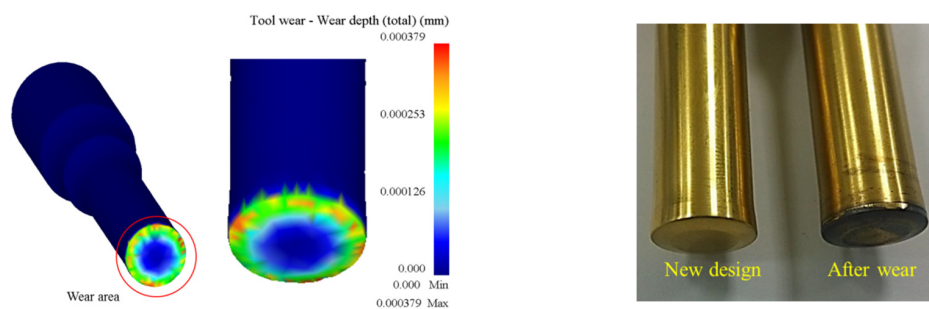 Tool wear - Wear depth (total) (mm)
0.000379
0.000253
0.000126
0.000
0.000 Min
0.000379 Max
Wear area
New design
After wear